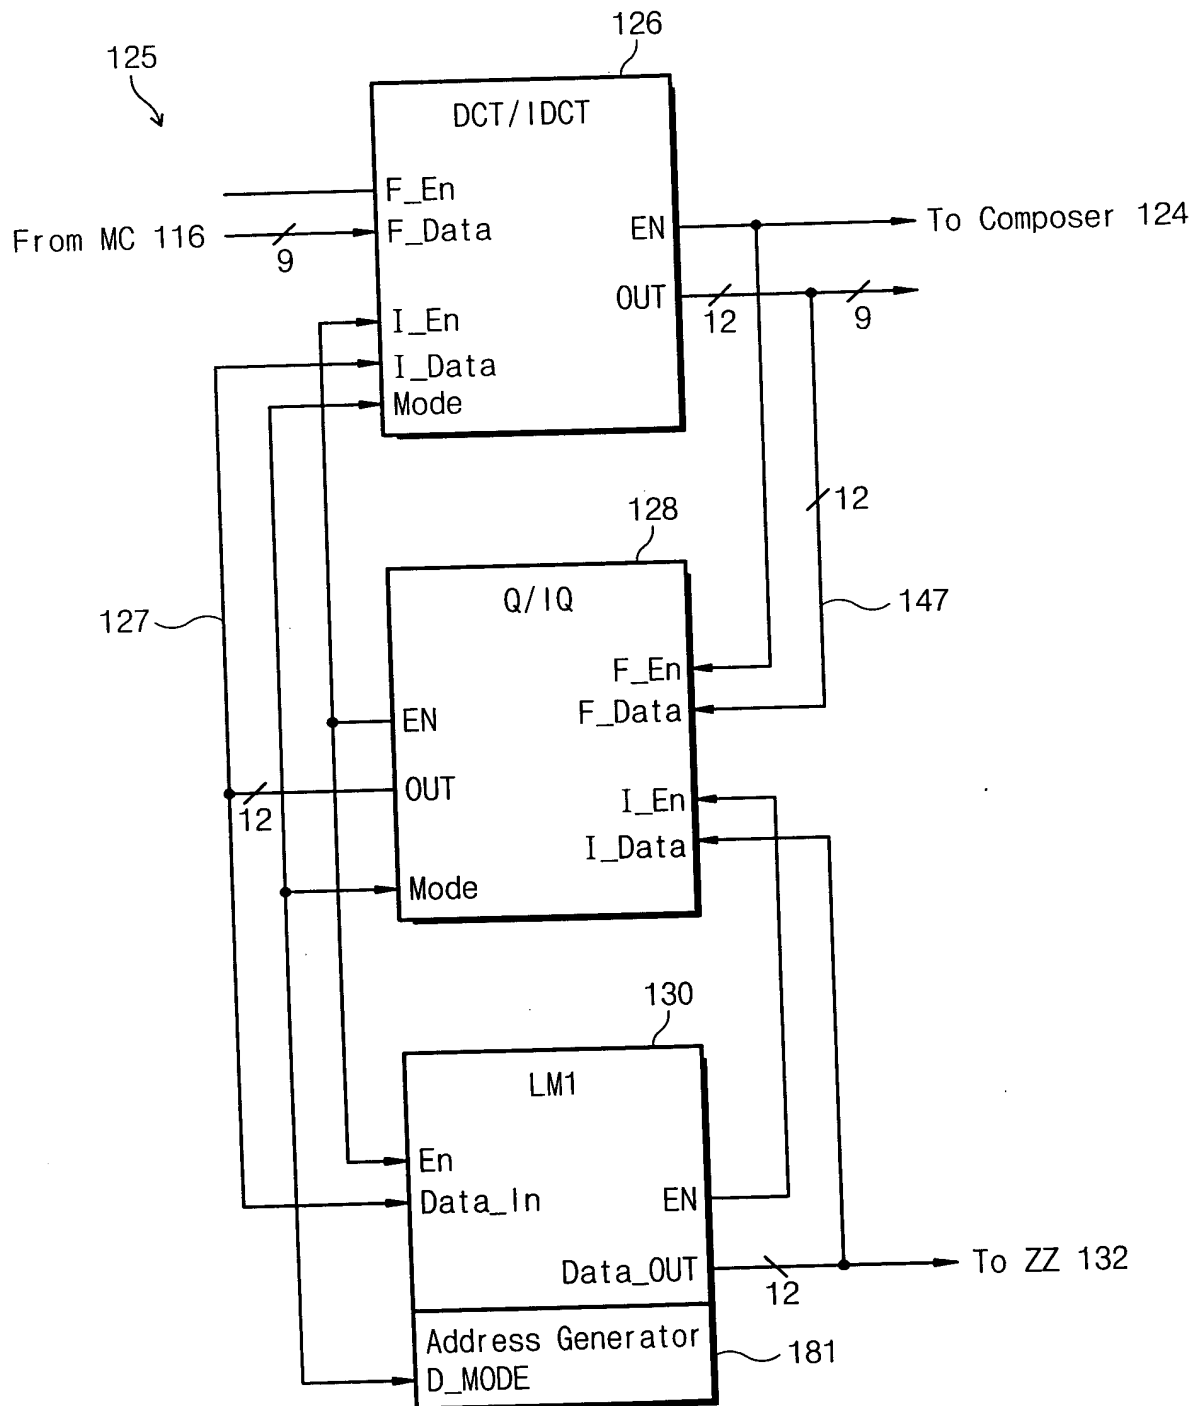 125
126
DCT/IDCT
F_En
From MC 116
9
F_Data
EN
To Composer 124
OUT
12
9
I_En
I_Data
Mode
12
128
Q/IQ
127
147
F_En
F_Data
EN
OUT
12
I_En
I_Data
Mode
130
LM1
En
Data_In
EN
Data_OUT
12
To ZZ 132
Address Generator
181
D_MODE